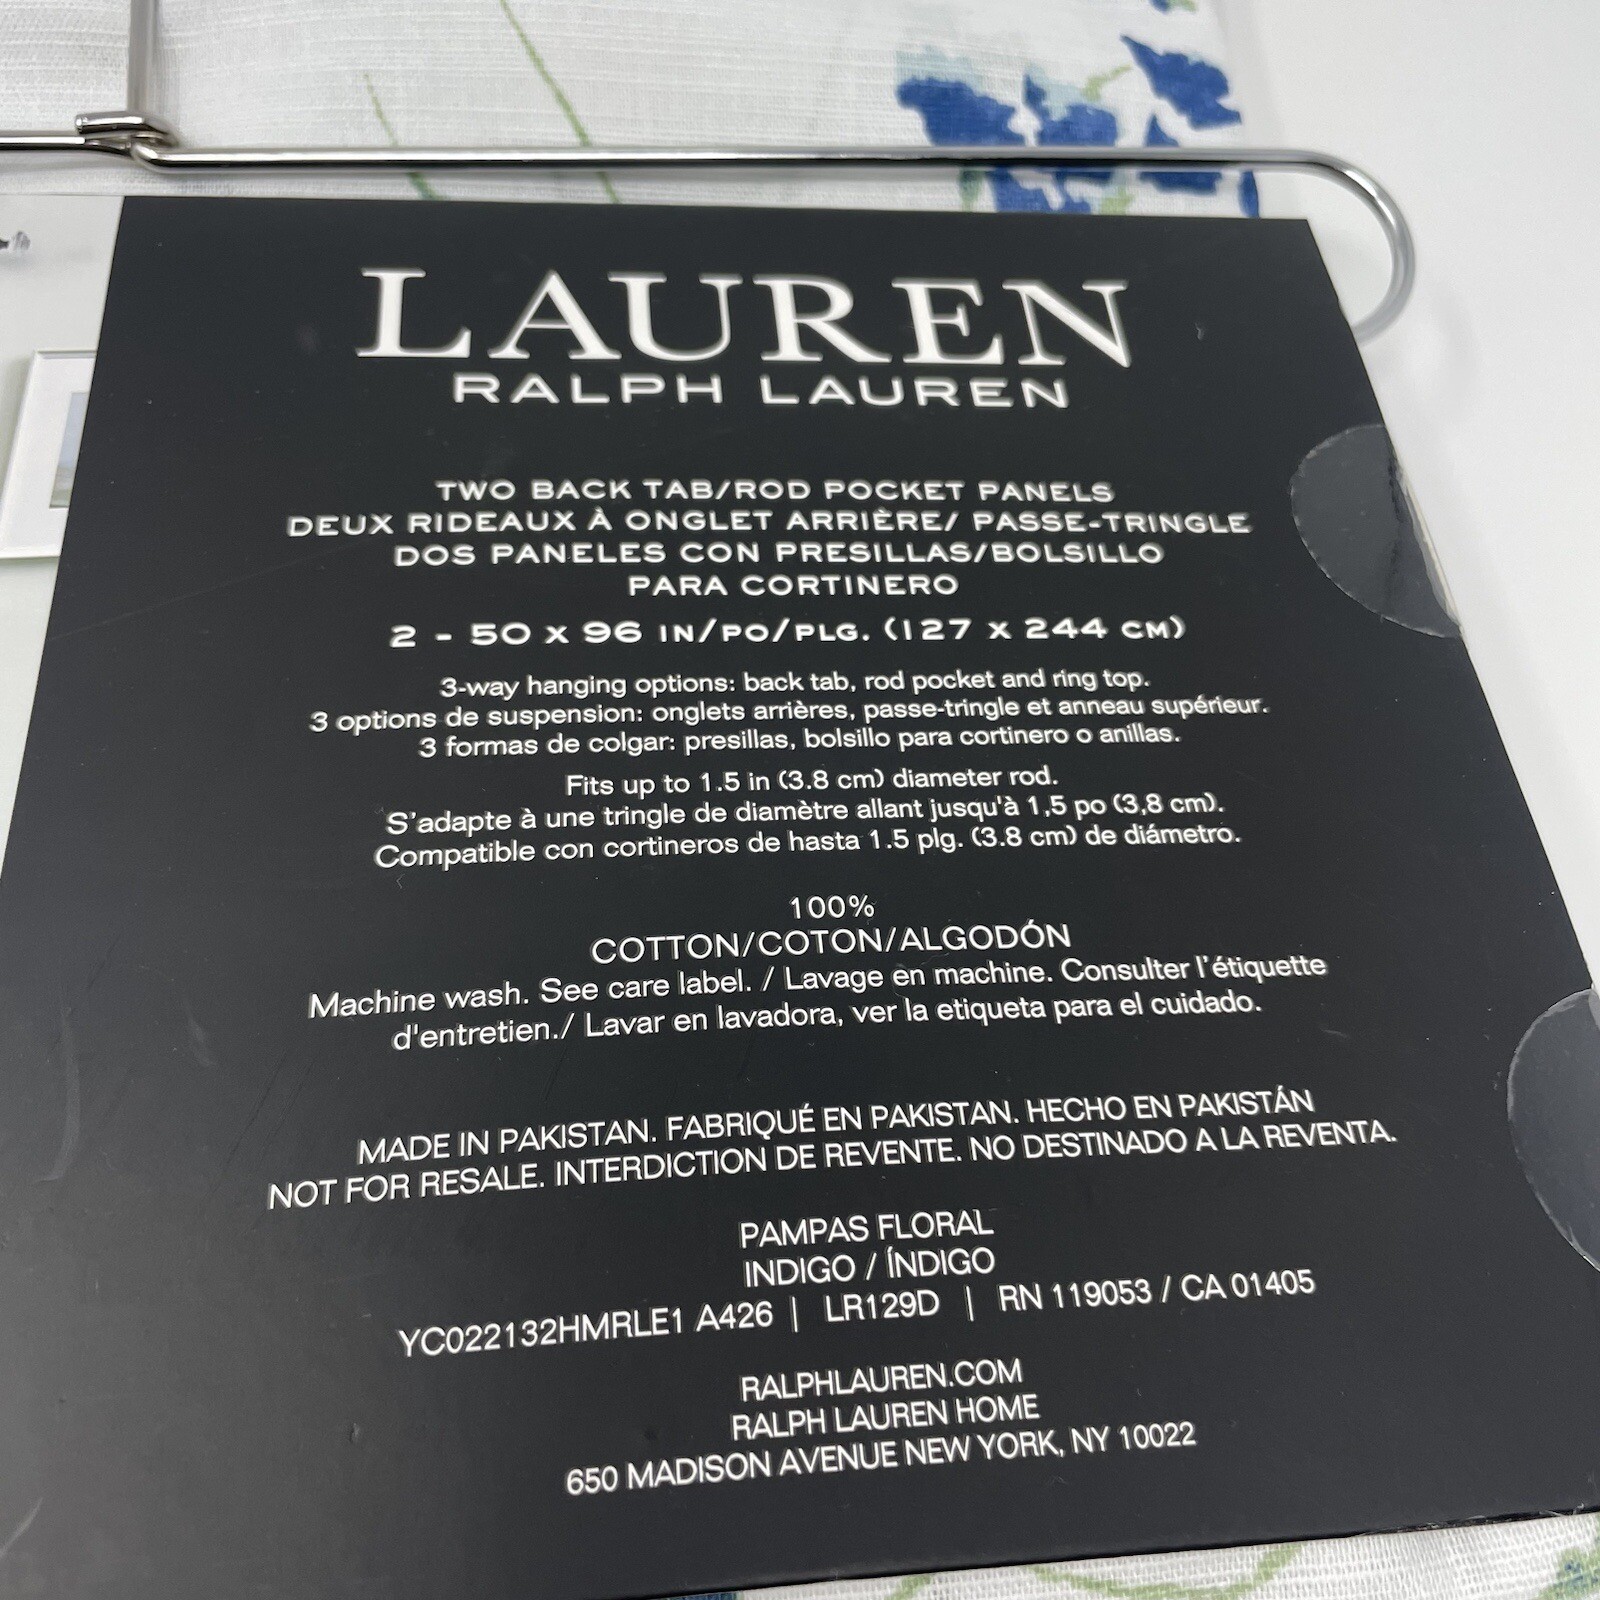 LAUREN
RALPH LAUREN
TWO BACK TAB/ROD POCKET PANELS
DEUX RIDEAUX À ONGLET ARRIÈRE/ PASSE-TRINGLE
DOS PANELES CON PRESILLAS/BOLSILLO
PARA CORTINERO
2 - 50 x 96 IN/PO/PLG. (127 x 244 CM)
3-way hanging options: back tab, rod pocket and ring top.
3 options de suspension: onglets arrières, passe-tringle et anneau supérieur.
3 formas de colgar: presillas, bolsillo para cortinero o anillas.
Fits up to 1.5 in (3.8 cm) diameter rod.
S'adapte à une tringle de diamètre allant jusqu'à 1,5 po (3,8 cm).
Compatible con cortineros de hasta 1.5 plg. (3.8 cm) de diámetro.
100%
COTTON/COTON/ALGODÓN
Machine wash. See care label. / Lavage en machine. Consulter l'étiquette
d'entretien./ Lavar en lavadora, ver la etiqueta para el cuidado.
MADE IN PAKISTAN. FABRIQUÉ EN PAKISTAN. HECHO EN PAKISTÁN
NOT FOR RESALE. INTERDICTION DE REVENTE. NO DESTINADO A LA REVENTA.
PAMPAS FLORAL
INDIGO / ÍNDIGO
YC022132HMRLE1 A426 | LR129D | RN 119053 / CA 01405
RALPHLAUREN.COM
RALPH LAUREN HOME
650 MADISON AVENUE NEW YORK, NY 10022